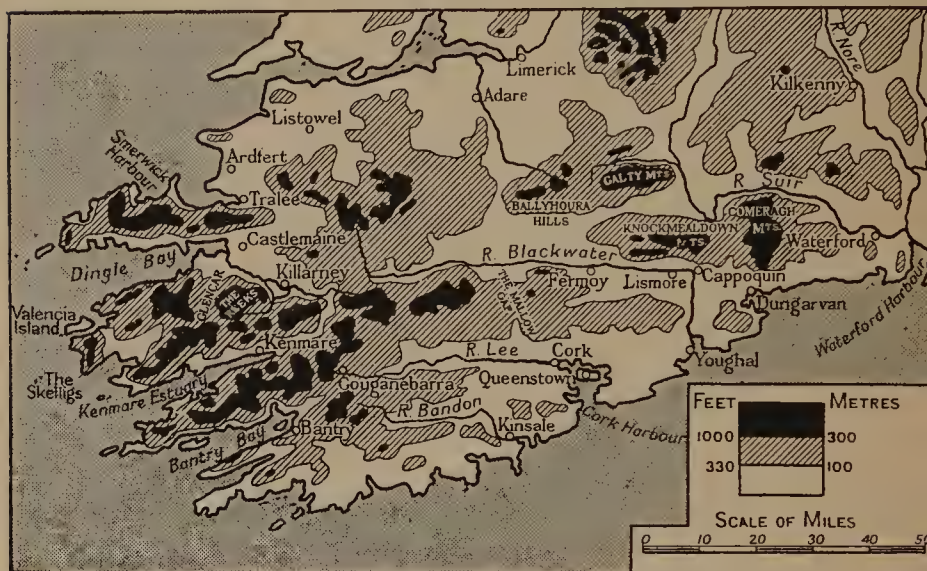 R. Nore
Limerick
Kilkenny
Adare
Listowel
Smerwick
Harbour
Ardfert
GALTY MTS.
R. Suir
Tralee
BALLYHOURA
HILLS
COMERAGH
MTS.
KNOCKMEALDOWN
MTS.
Waterford
Castlemaine
R. Blackwater
Dingle Bay
Killarney
THE MALLOW
GAP
Fermoy
Lismore
Cappoquin
GLENCAR
THE
REEKS
Dungarvan
Valencia
Island
Waterford Harbour
Kenmare
R. Lee
Cork
Youghal
The
Skelligs
Kenmare Estuary
Gouganebarra
Queenstown
R. Bandon
Bantry
Kinsale
Cork Harbour
Bantry Bay
FEET
METRES
1000
300
330
100
SCALE OF MILES
0 10 20 30 40 50